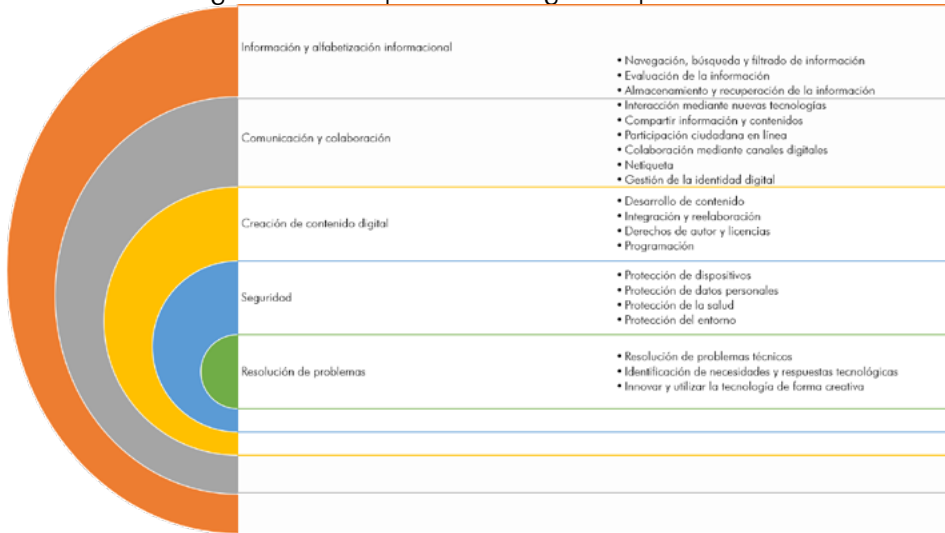 Información y alfabetización informacional
• Navegación, búsqueda y filtrado de información
• Evaluación de la información
• Almacenamiento y recuperación de la información
Comunicación y colaboración
• Interacción mediante nuevas tecnologías
• Compartir información y contenidos
• Participación ciudadana en línea
• Colaboración mediante canales digitales
• Netiqueta
• Gestión de la identidad digital
Creación de contenido digital
• Desarrollo de contenido
• Integración y reelaboración
• Derechos de autor y licencias
• Programación
Seguridad
• Protección de dispositivos
• Protección de datos personales
• Protección de la salud
• Protección del entorno
Resolución de problemas
• Resolución de problemas técnicos
• Identificación de necesidades y respuestas tecnológicas
• Innovar y utilizar la tecnología de forma creativa